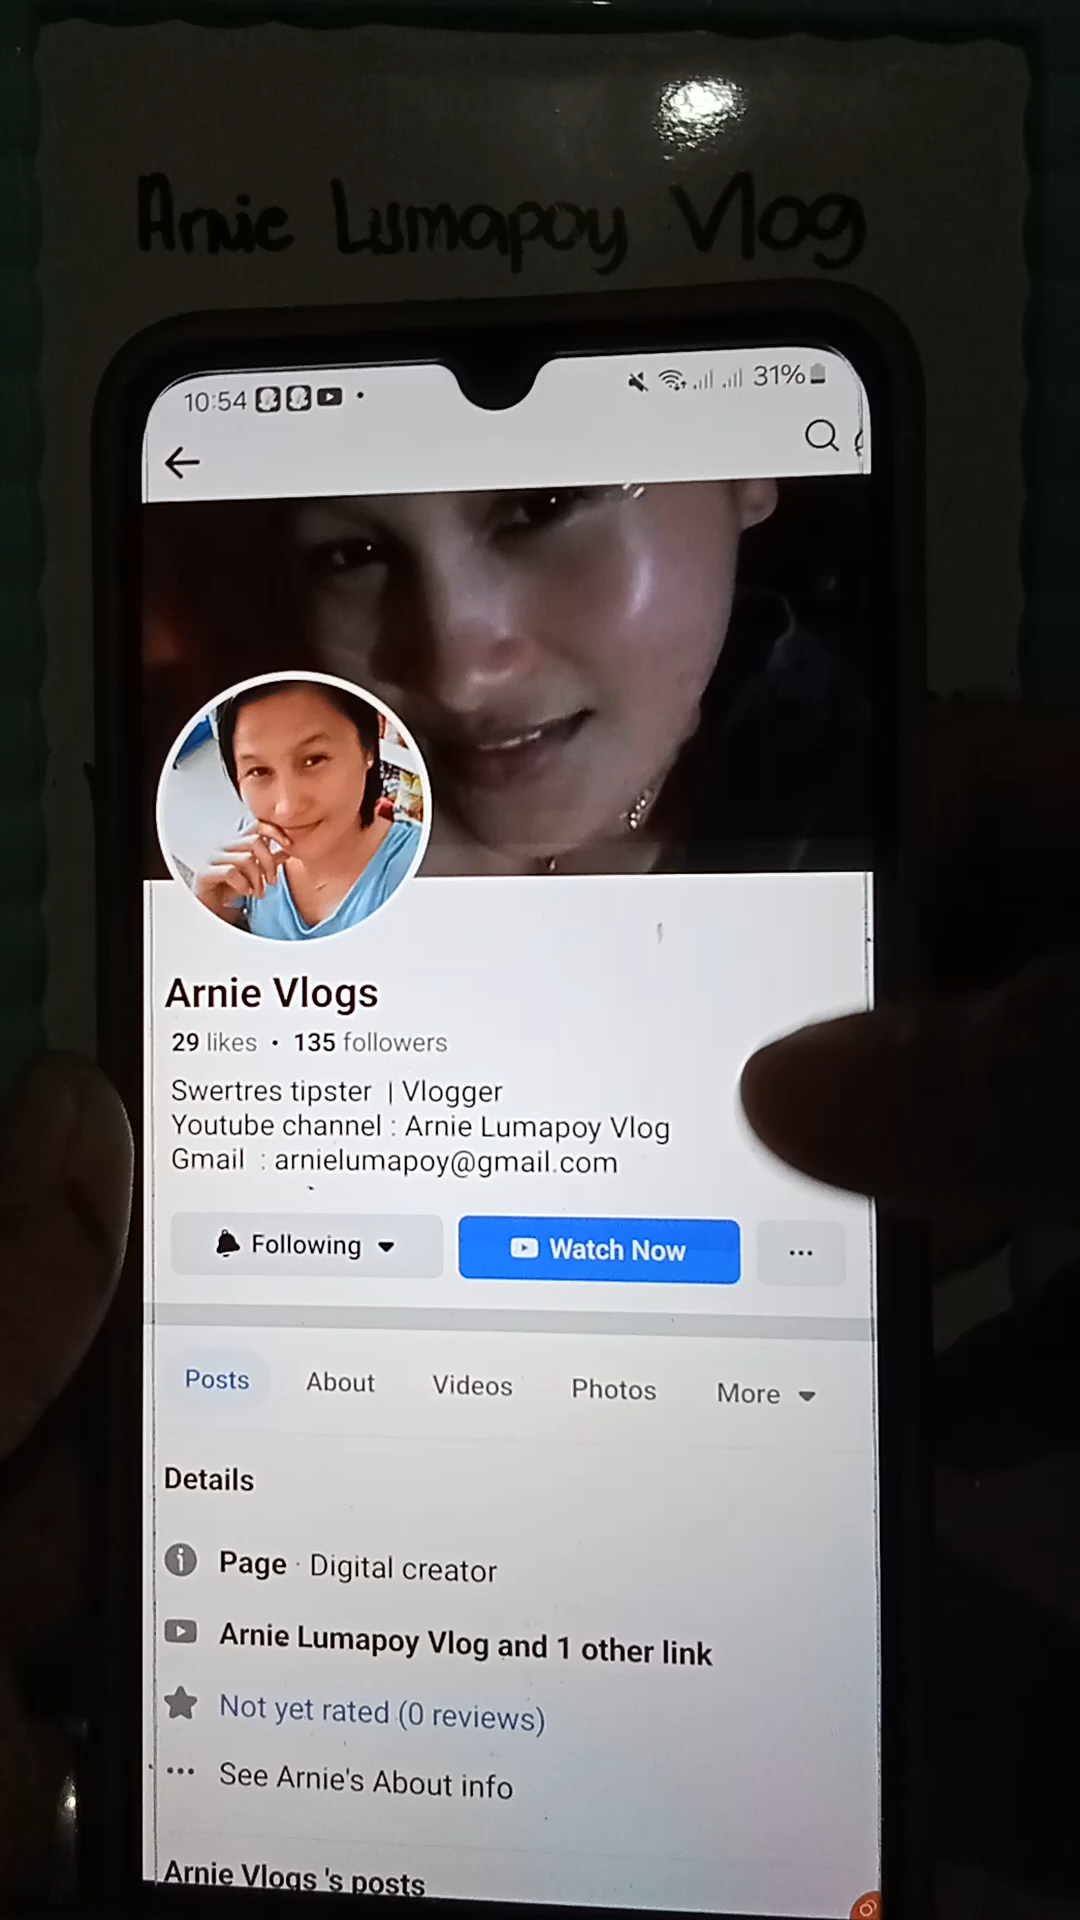 Arnie Lumapoy Vlog
10:54
31%
Arnie Vlogs
29 likes • 135 followers
Swertres tipster | Vlogger
Youtube channel : Arnie Lumapoy Vlog
Gmail : arnielumapoy@gmail.com
Following
Watch Now
Posts About Videos Photos More
Details
Page · Digital creator
Arnie Lumapoy Vlog and 1 other link
Not yet rated (0 reviews)
See Arnie's About info
Arnie Vlogs 's posts